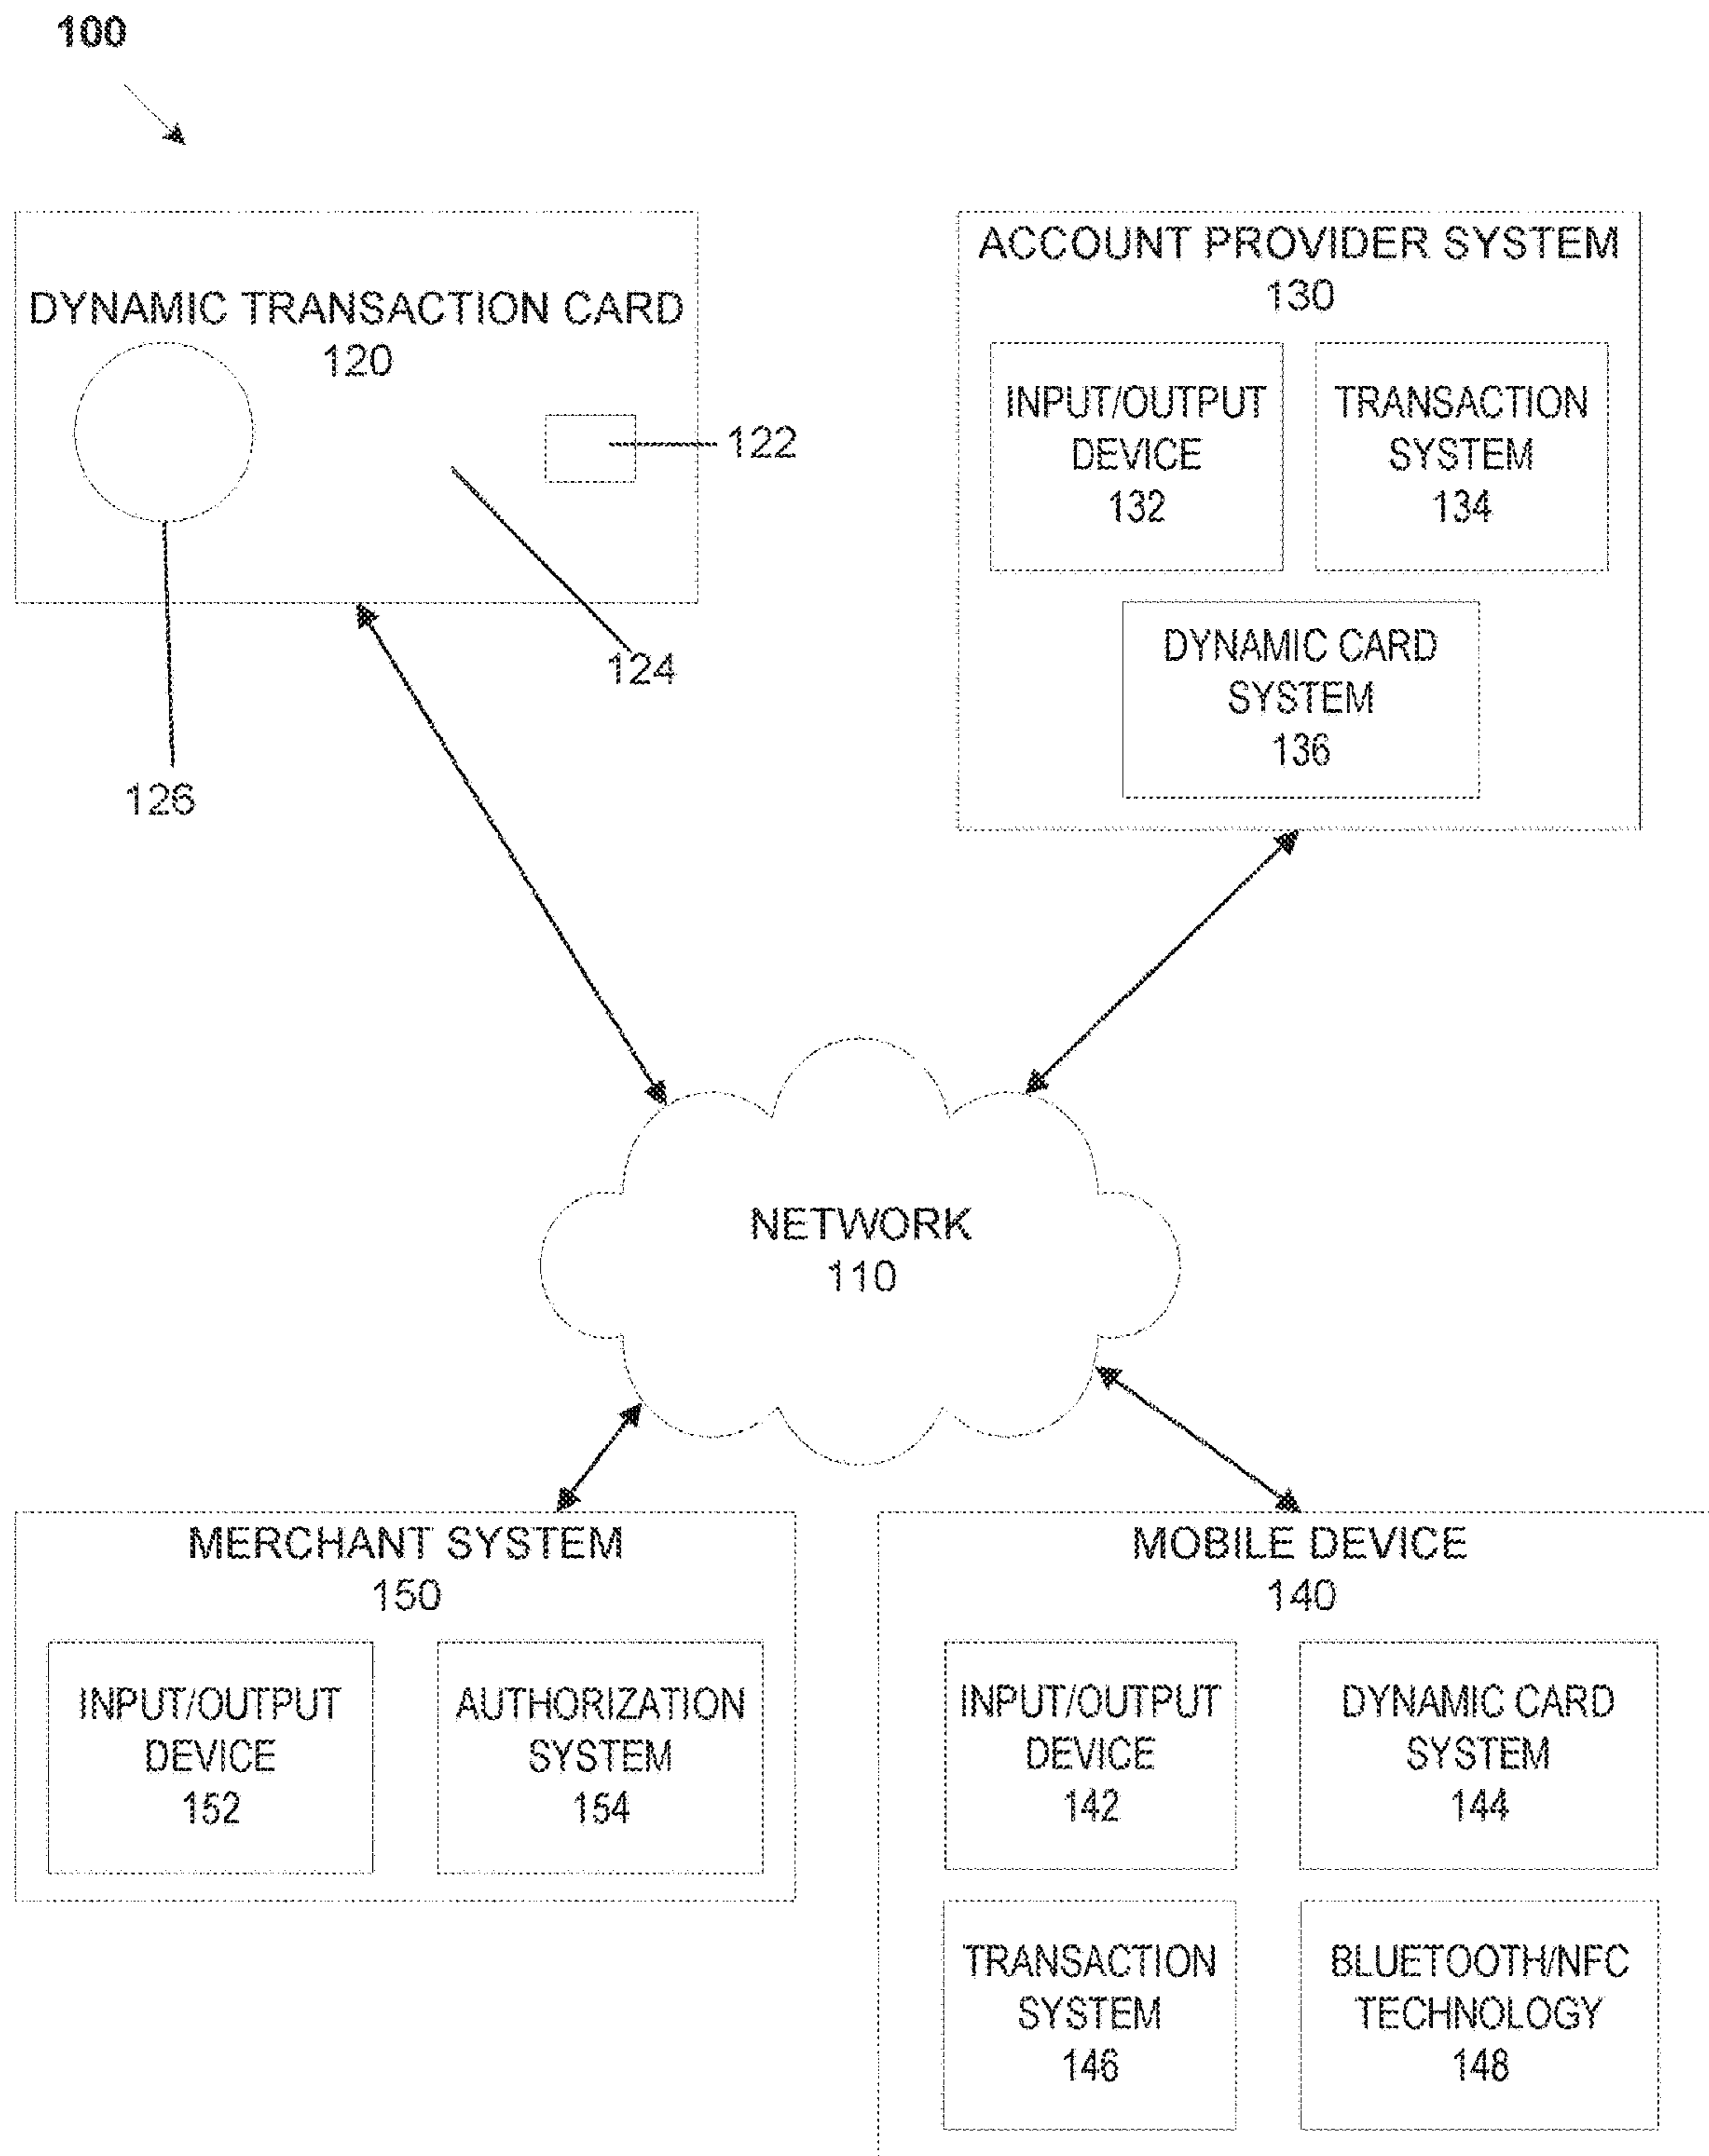 100
DYNAMIC TRANSACTION CARD
120
122
124
126
ACCOUNT PROVIDER SYSTEM
130
INPUT/OUTPUT
DEVICE
132
TRANSACTION
SYSTEM
134
DYNAMIC CARD
SYSTEM
136
NETWORK
110
MERCHANT SYSTEM
150
INPUT/OUTPUT
DEVICE
152
AUTHORIZATION
SYSTEM
154
MOBILE DEVICE
140
INPUT/OUTPUT
DEVICE
142
DYNAMIC CARD
SYSTEM
144
TRANSACTION
SYSTEM
146
BLUETOOTH/NFC
TECHNOLOGY
148